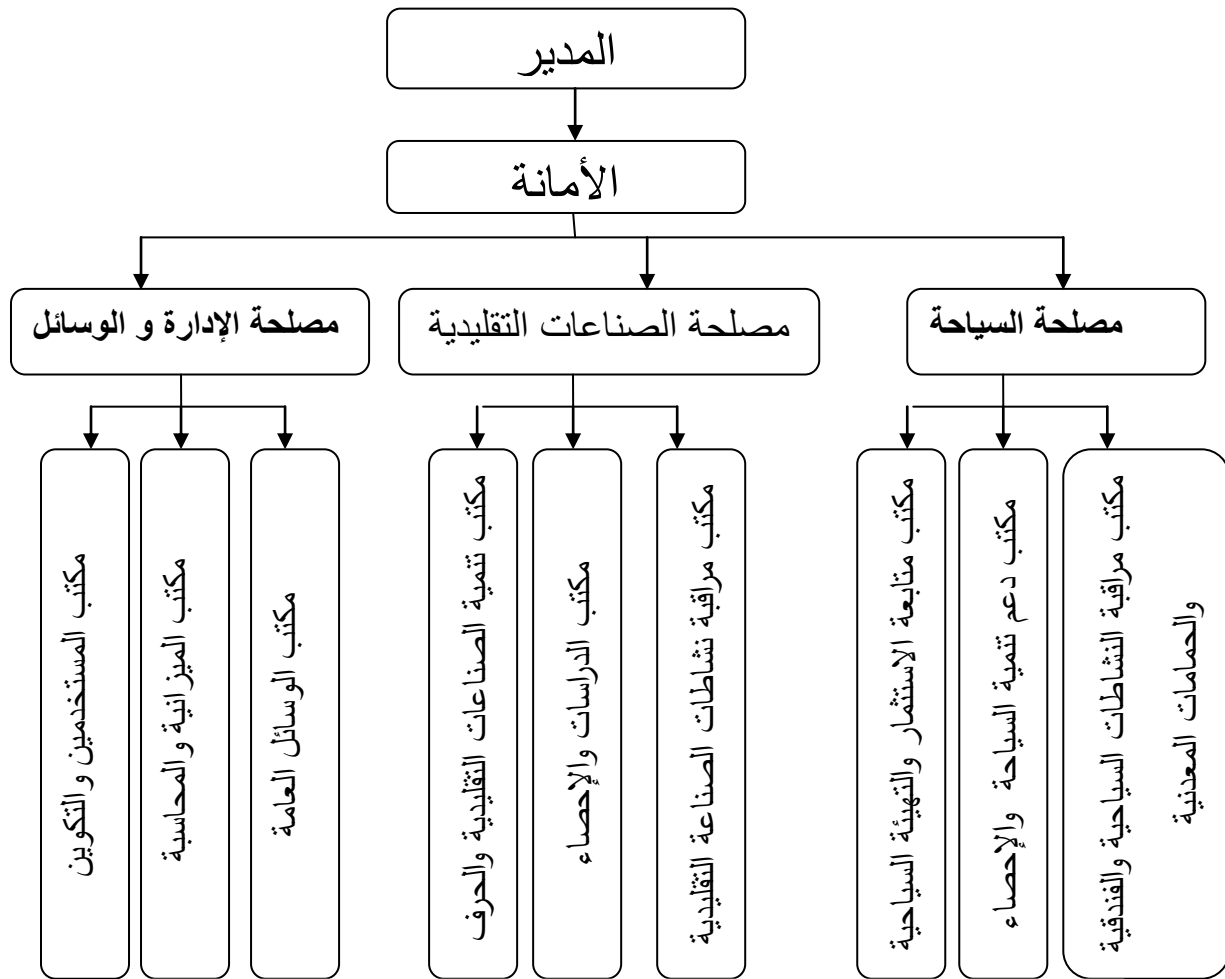 المدير
الأمانة
مصلحة السياحة
مصلحة الصناعات التقليدية
مصلحة الإدارة و الوسائل
مكتب مراقبة النشاطات السياحية والفندقية
والحمامات المعدنية
مكتب دعم تنمية السياحة والإحصاء
مكتب متابعة الاستثمار والتهيئة السياحية
مكتب مراقبة نشاطات الصناعة التقليدية
مكتب الدراسات والإحصاء
مكتب تنمية الصناعات التقليدية والحرف
مكتب الوسائل العامة
مكتب الميزانية والمحاسبة
مكتب المستخدمين والتكوين